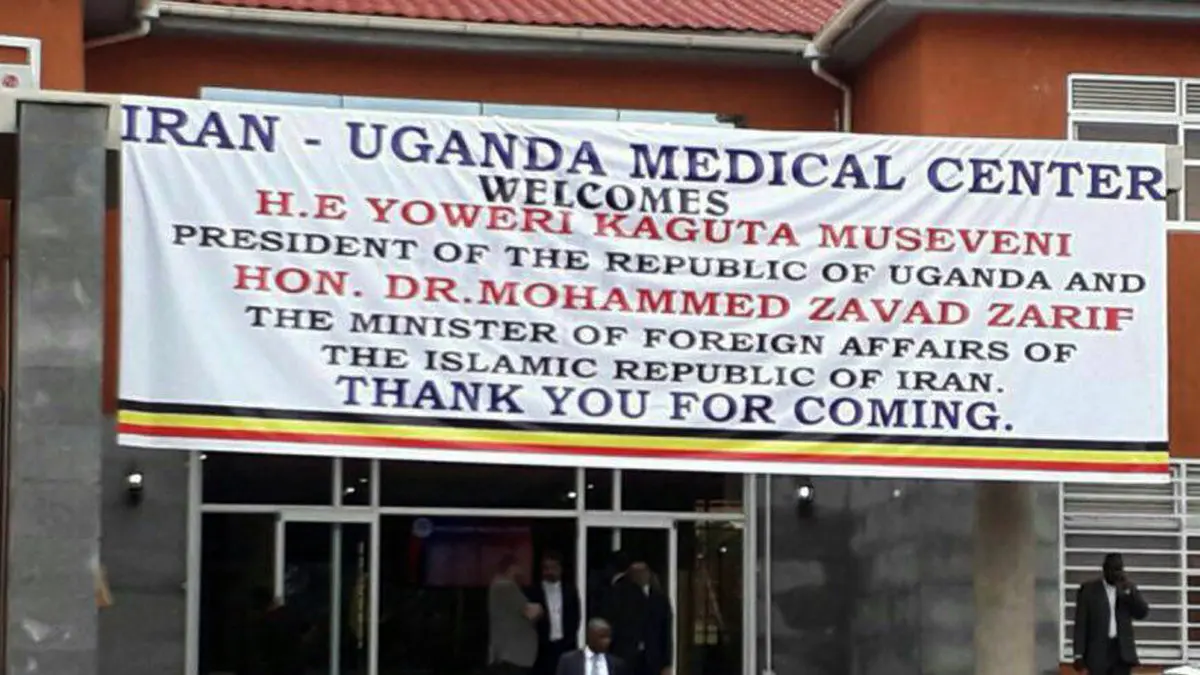 IRAN - UGANDA MEDICAL CENTER
WELCOMES
H.E YOWERI KAGUTA MUSEVENI
PRESIDENT OF THE REPUBLIC OF UGANDA AND
HON. DR.MOHAMMED ZAVAD ZARIF
THE MINISTER OF FOREIGN AFFAIRS OF
THE ISLAMIC REPUBLIC OF IRAN.
THANK YOU FOR COMING.